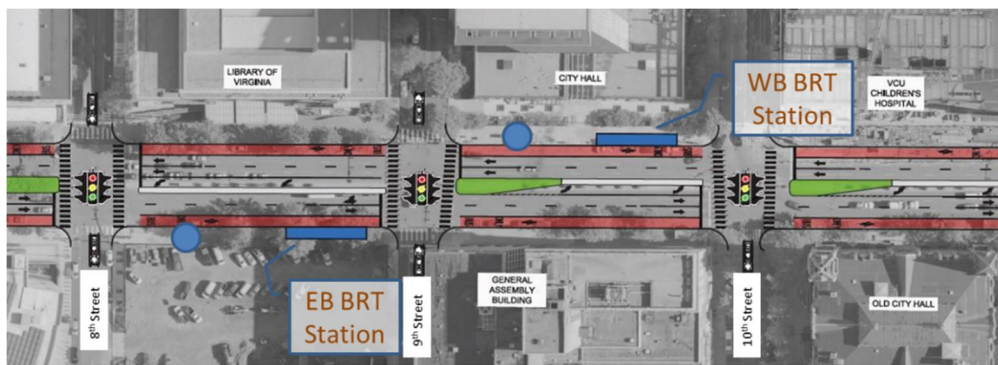 LIBRARY OF
VIRGINIA
CITY HALL
WB BRT
Station
VCU
CHILDREN'S
HOSPITAL
EB BRT
Station
GENERAL
ASSEMBLY
BUILDING
OLD CITY HALL
8th Street
9th Street
10th Street